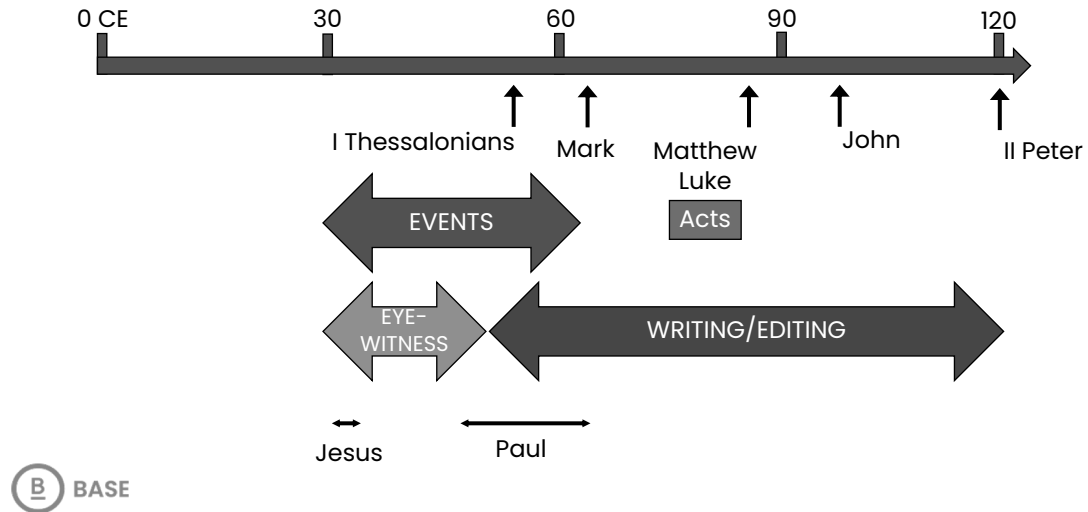 0 CE 30 60 90 120
I Thessalonians Mark Matthew John II Peter
Luke
EVENTS Acts
EYE-
WITNESS
WRITING/EDITING
Jesus Paul
B BASE